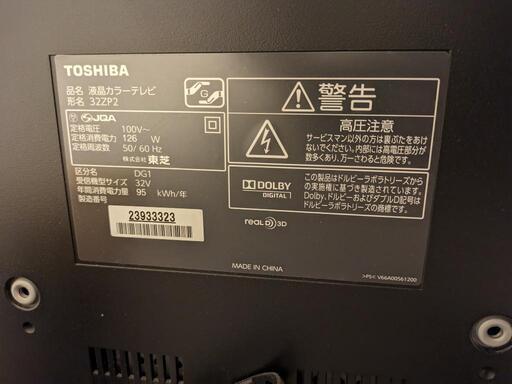 TOSHIBA
品名 液晶カラーテレビ
形名 32ZP2
G
JQA
定格電圧 100V~
定格消費電力 126 W
定格周波数 50/60 Hz
株式会社 東芝
区分名 DG1
受信機型サイズ 32V
年間消費電力量 95 kWh/年
製造番号
23933323
警告
高圧注意
サービスマン以外の方は裏ぶたをあけ
ないでください。内部には高電圧部分が
数多くあり、万一さわると危険です。
DOLBY
DIGITAL
この製品はドルビーラボラトリーズから
の実施権に基づき製造されています。
Dolby、ドルビーおよびダブルD記号は
ドルビーラボラトリーズの商標です。
REALD 3D
MADE IN CHINA
>PS< V66A00561200